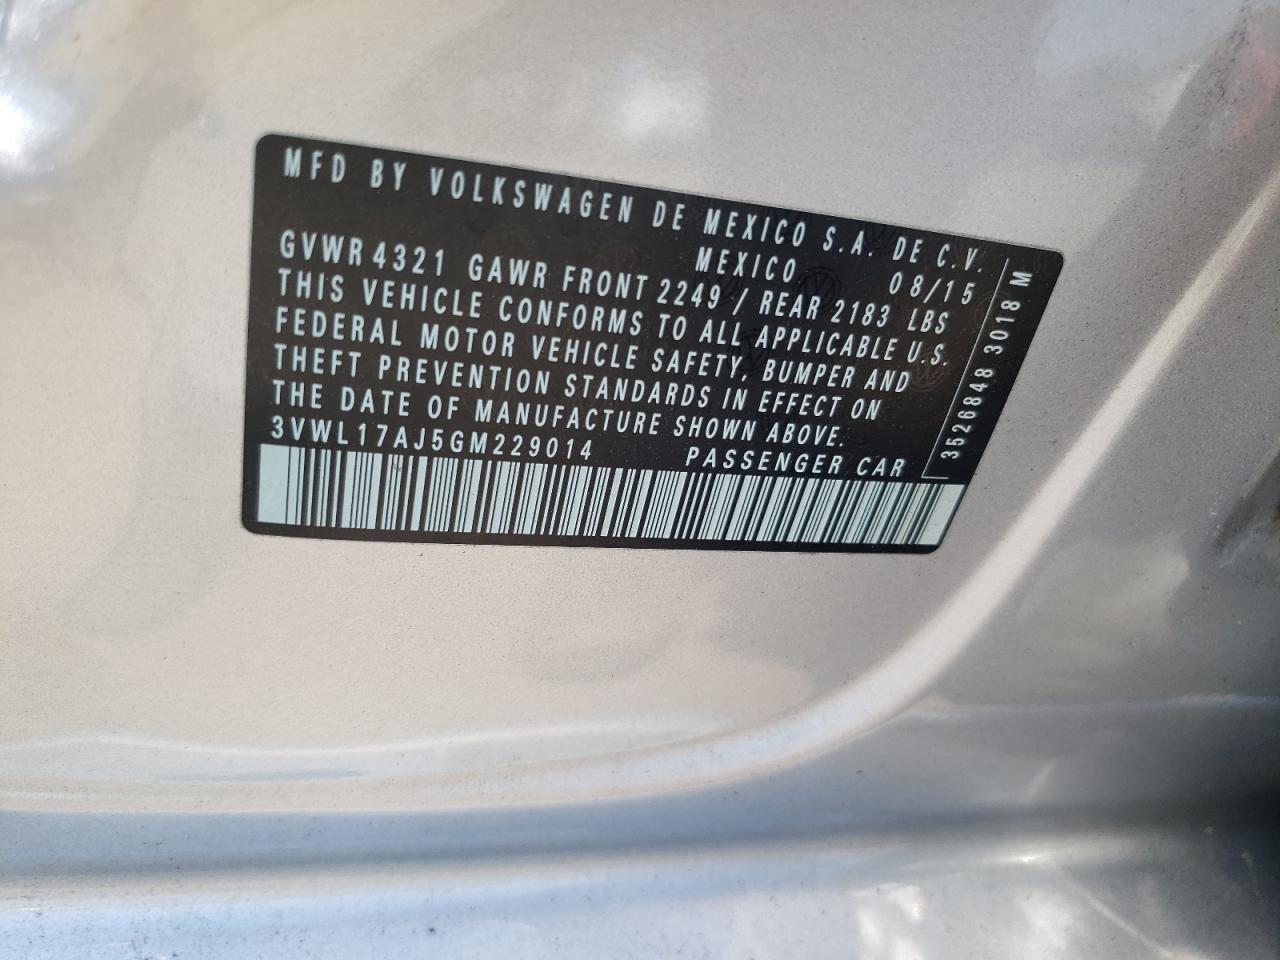 MFD BY VOLKSWAGEN DE MEXICO S.A. DE C.V.
MEXICO 08/15
GVWR 4321 GAWR FRONT 2249 / REAR 2183 LBS
THIS VEHICLE CONFORMS TO ALL APPLICABLE U.S.
FEDERAL MOTOR VEHICLE SAFETY, BUMPER AND
THEFT PREVENTION STANDARDS IN EFFECT ON
THE DATE OF MANUFACTURE SHOWN ABOVE.
3VWL17AJ5GM229014 PASSENGER CAR
3526848 3018 M